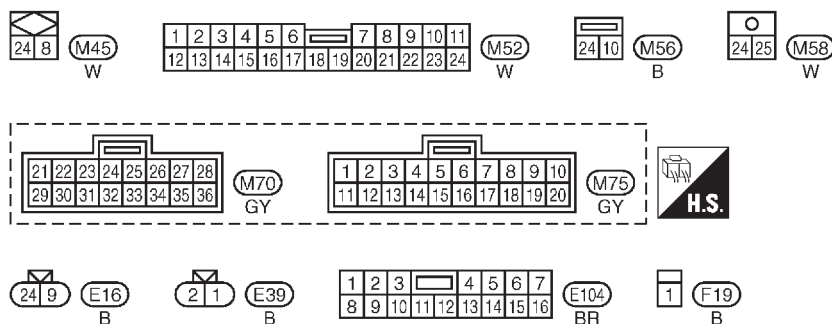 24 8 M45
W
1 2 3 4 5 6 7 8 9 10 11
12 13 14 15 16 17 18 19 20 21 22 23 24 M52
W
24 10 M56
B
24 25 M58
W
21 22 23 24 25 26 27 28
29 30 31 32 33 34 35 36 M70
GY
1 2 3 4 5 6 7 8 9 10
11 12 13 14 15 16 17 18 19 20 M75
GY
H.S.
24 9 E16
B
2 1 E39
B
1 2 3 4 5 6 7
8 9 10 11 12 13 14 15 16 E104
BR
1 F19
B